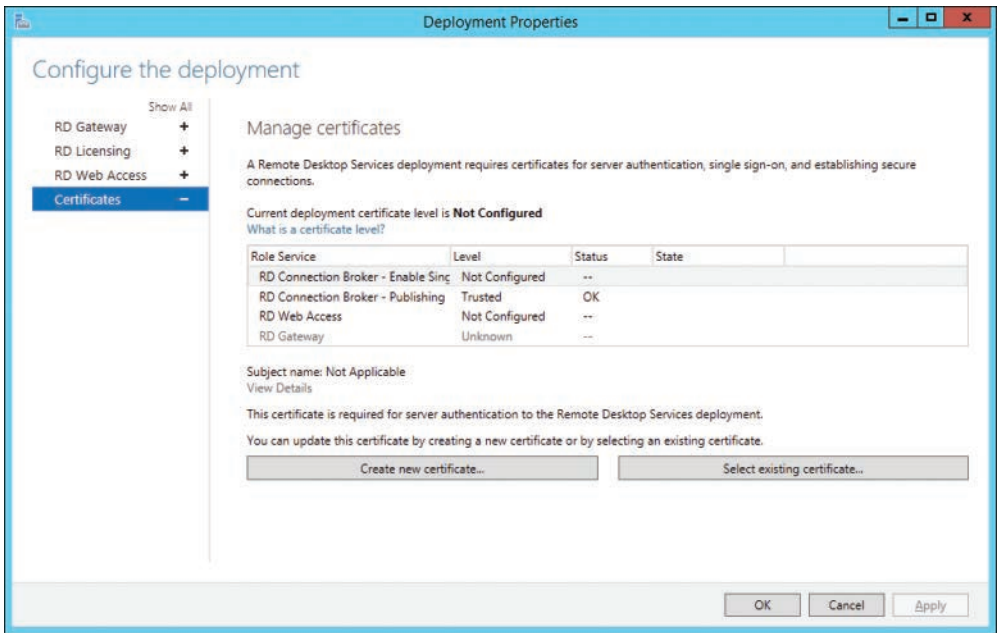 Deployment Properties
Configure the deployment
Show All
RD Gateway +
RD Licensing +
RD Web Access +
Certificates –
Manage certificates
A Remote Desktop Services deployment requires certificates for server authentication, single sign-on, and establishing secure
connections.
Current deployment certificate level is Not Configured
What is a certificate level?
Role Service Level Status State
RD Connection Broker - Enable Sing Not Configured --
RD Connection Broker - Publishing Trusted OK
RD Web Access Not Configured --
RD Gateway Unknown --
Subject name: Not Applicable
View Details
This certificate is required for server authentication to the Remote Desktop Services deployment.
You can update this certificate by creating a new certificate or by selecting an existing certificate.
Create new certificate... Select existing certificate...
OK Cancel Apply